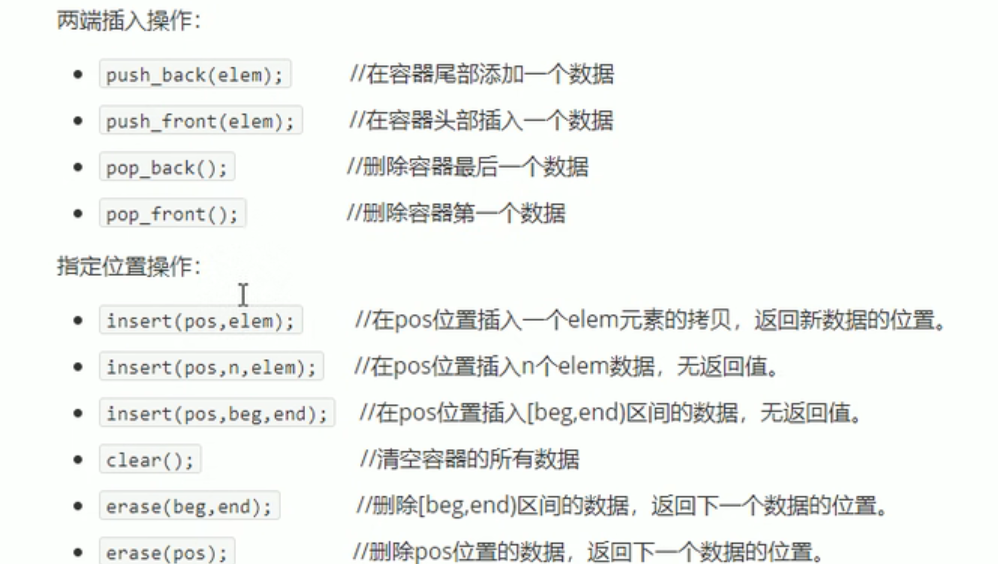 两端插入操作：
push_back(elem); //在容器尾部添加一个数据
push_front(elem); //在容器头部插入一个数据
pop_back(); //删除容器最后一个数据
pop_front(); //删除容器第一个数据
指定位置操作：
insert(pos,elem); //在pos位置插入一个elem元素的拷贝，返回新数据的位置。
insert(pos,n,elem); //在pos位置插入n个elem数据，无返回值。
insert(pos,beg,end); //在pos位置插入[beg,end)区间的数据，无返回值。
clear(); //清空容器的所有数据
erase(beg,end); //删除[beg,end)区间的数据，返回下一个数据的位置。
erase(pos); //删除pos位置的数据，返回下一个数据的位置。